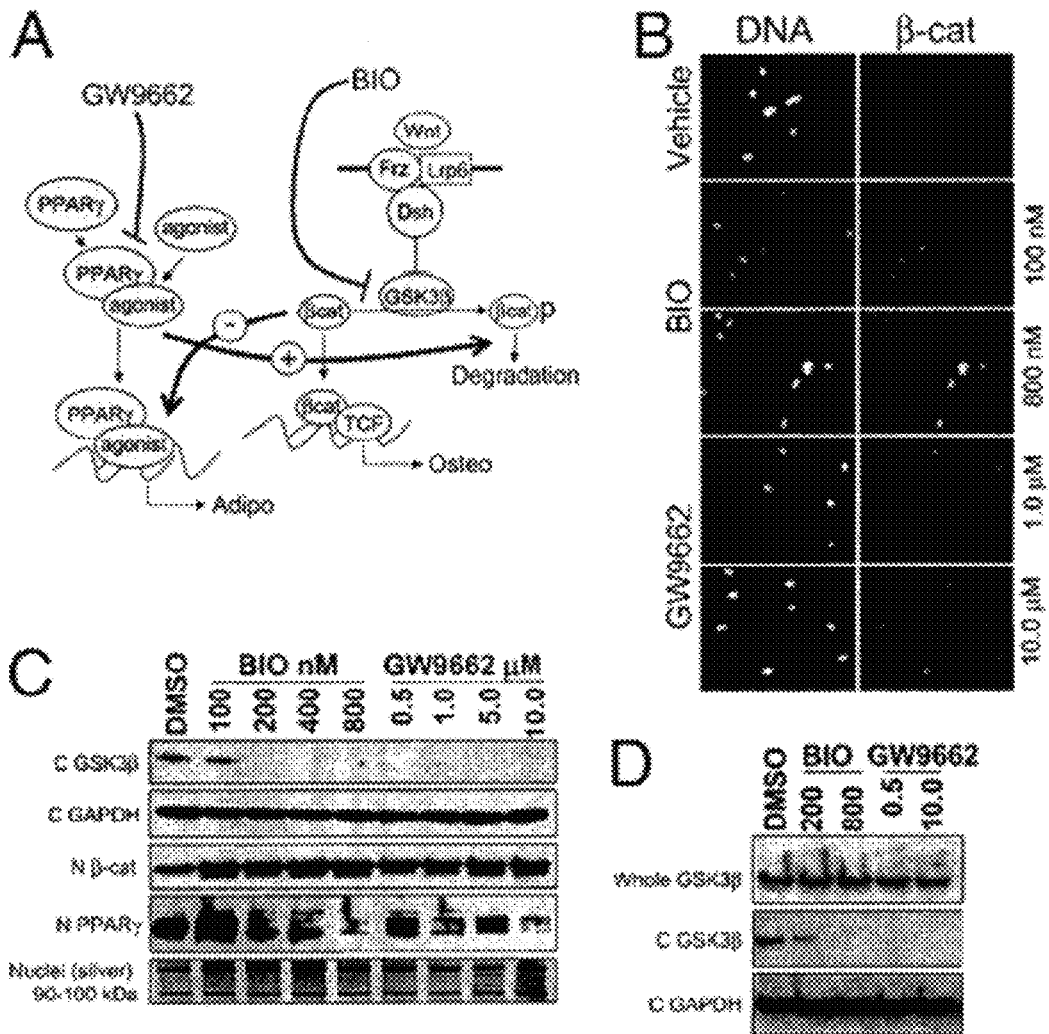 A
GW9662
BIO
Wnt
Frz
Lrp6
Dsh
PPARγ
agonist
PPARγ
agonist
GSK3β
βcat
βcat p
-
+
Degradation
PPARγ
agonist
βcat
TCF
Osteo
Adipo
B
DNA β-cat
Vehicle
BIO
100 nM
800 nM
GW9662
1.0 µM
10.0 µM
C
DMSO
BIO nM
GW9662 µM
100 200 400 800 0.5 1.0 5.0 10.0
C GSK3β
C GAPDH
N β-cat
N PPARγ
Nuclei (silver)
90-100 kDa
D
BIO GW9662
DMSO 200 800 0.5 10.0
Whole GSK3β
C GSK3β
C GAPDH